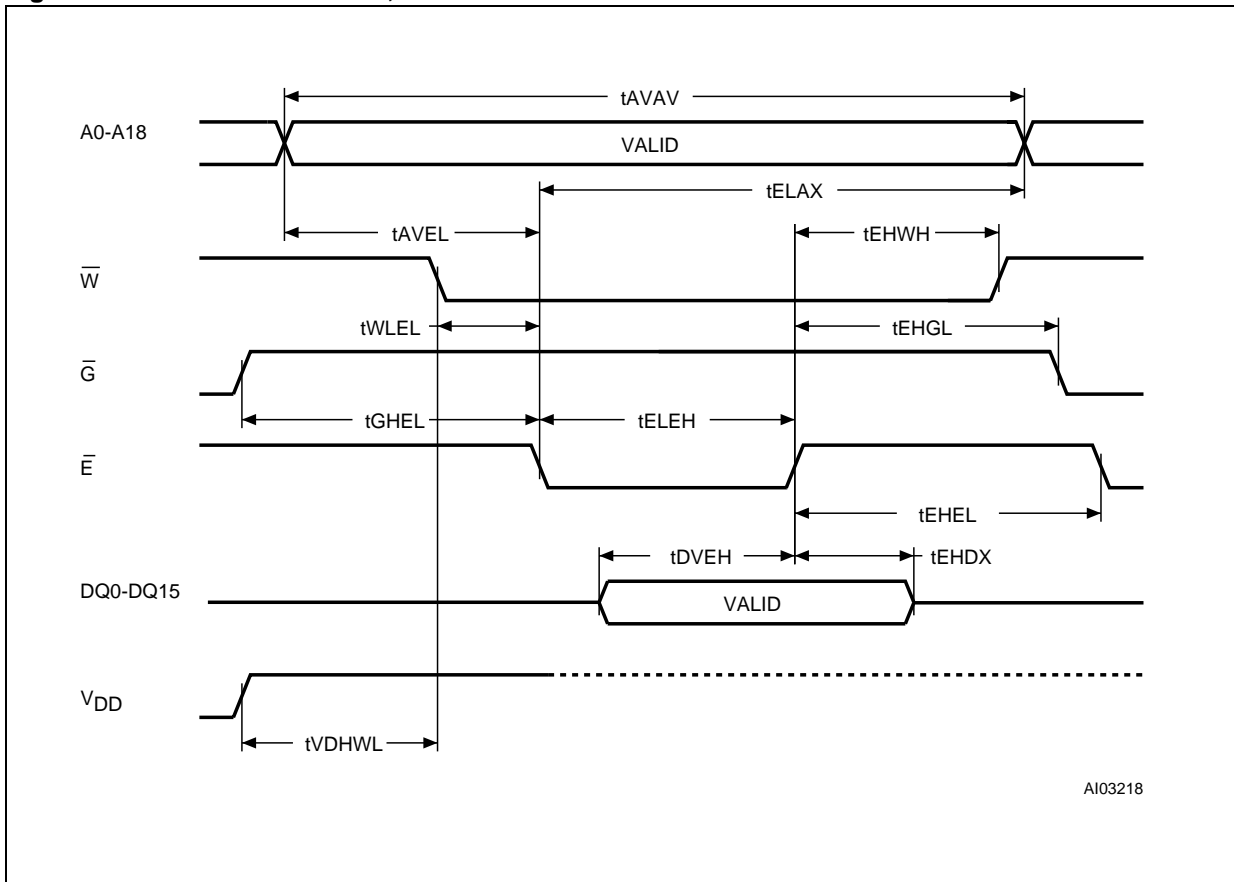 tAVAV
A0-A18
VALID
tELAX
tAVEL
tEHWH
W̅
tWLEL
tEHGL
G̅
tGHEL
tELEH
E̅
tEHEL
tDVEH
tEHDX
DQ0-DQ15
VALID
VDD
tVDHWL
AI03218